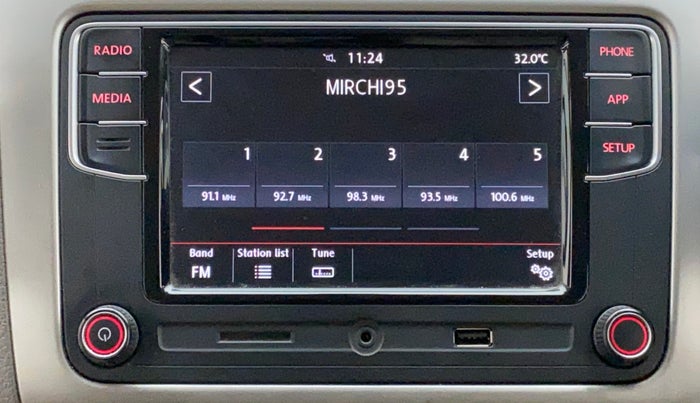 RADIO
MEDIA
11:24 32.0°C
< MIRCHI95 >
1 2 3 4 5
91.1 MHz 92.7 MHz 98.3 MHz 93.5 MHz 100.6 MHz
Band Station list Tune Setup
FM
PHONE
APP
SETUP